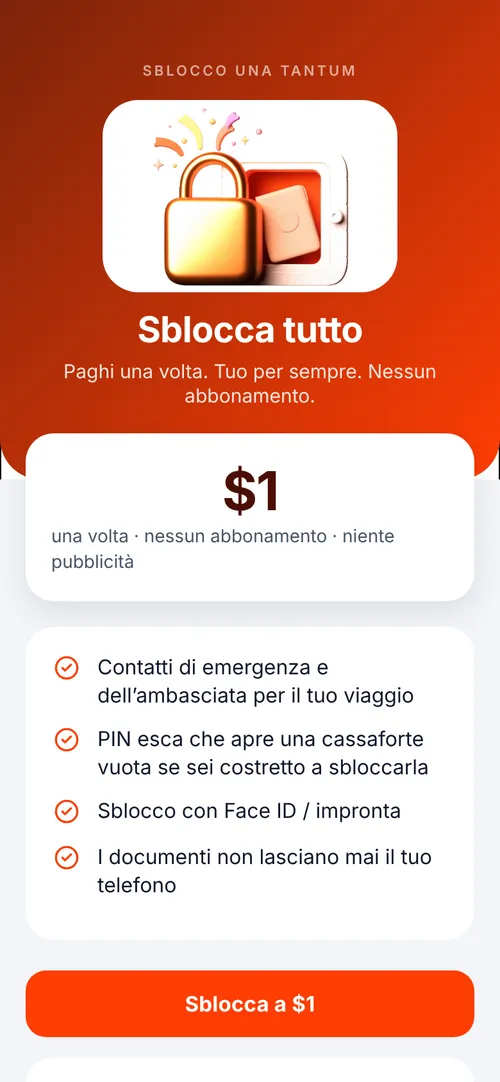 SBLOCCO UNA TANTUM
Sblocca tutto
Paghi una volta. Tuo per sempre. Nessun
abbonamento.
$1
una volta · nessun abbonamento · niente
pubblicità
Contatti di emergenza e
dell’ambasciata per il tuo viaggio
PIN esca che apre una cassaforte
vuota se sei costretto a sbloccarla
Sblocco con Face ID / impronta
I documenti non lasciano mai il tuo
telefono
Sblocca a $1